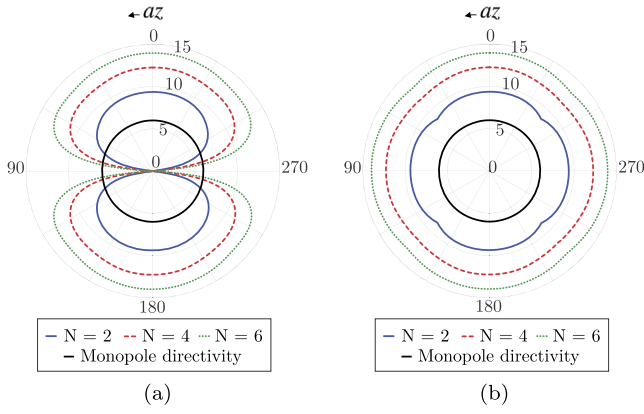 ← az
0
15
10
5
0
90
270
180
N = 2 N = 4 N = 6
Monopole directivity
(a)
← az
0
15
10
5
0
90
270
180
N = 2 N = 4 N = 6
Monopole directivity
(b)